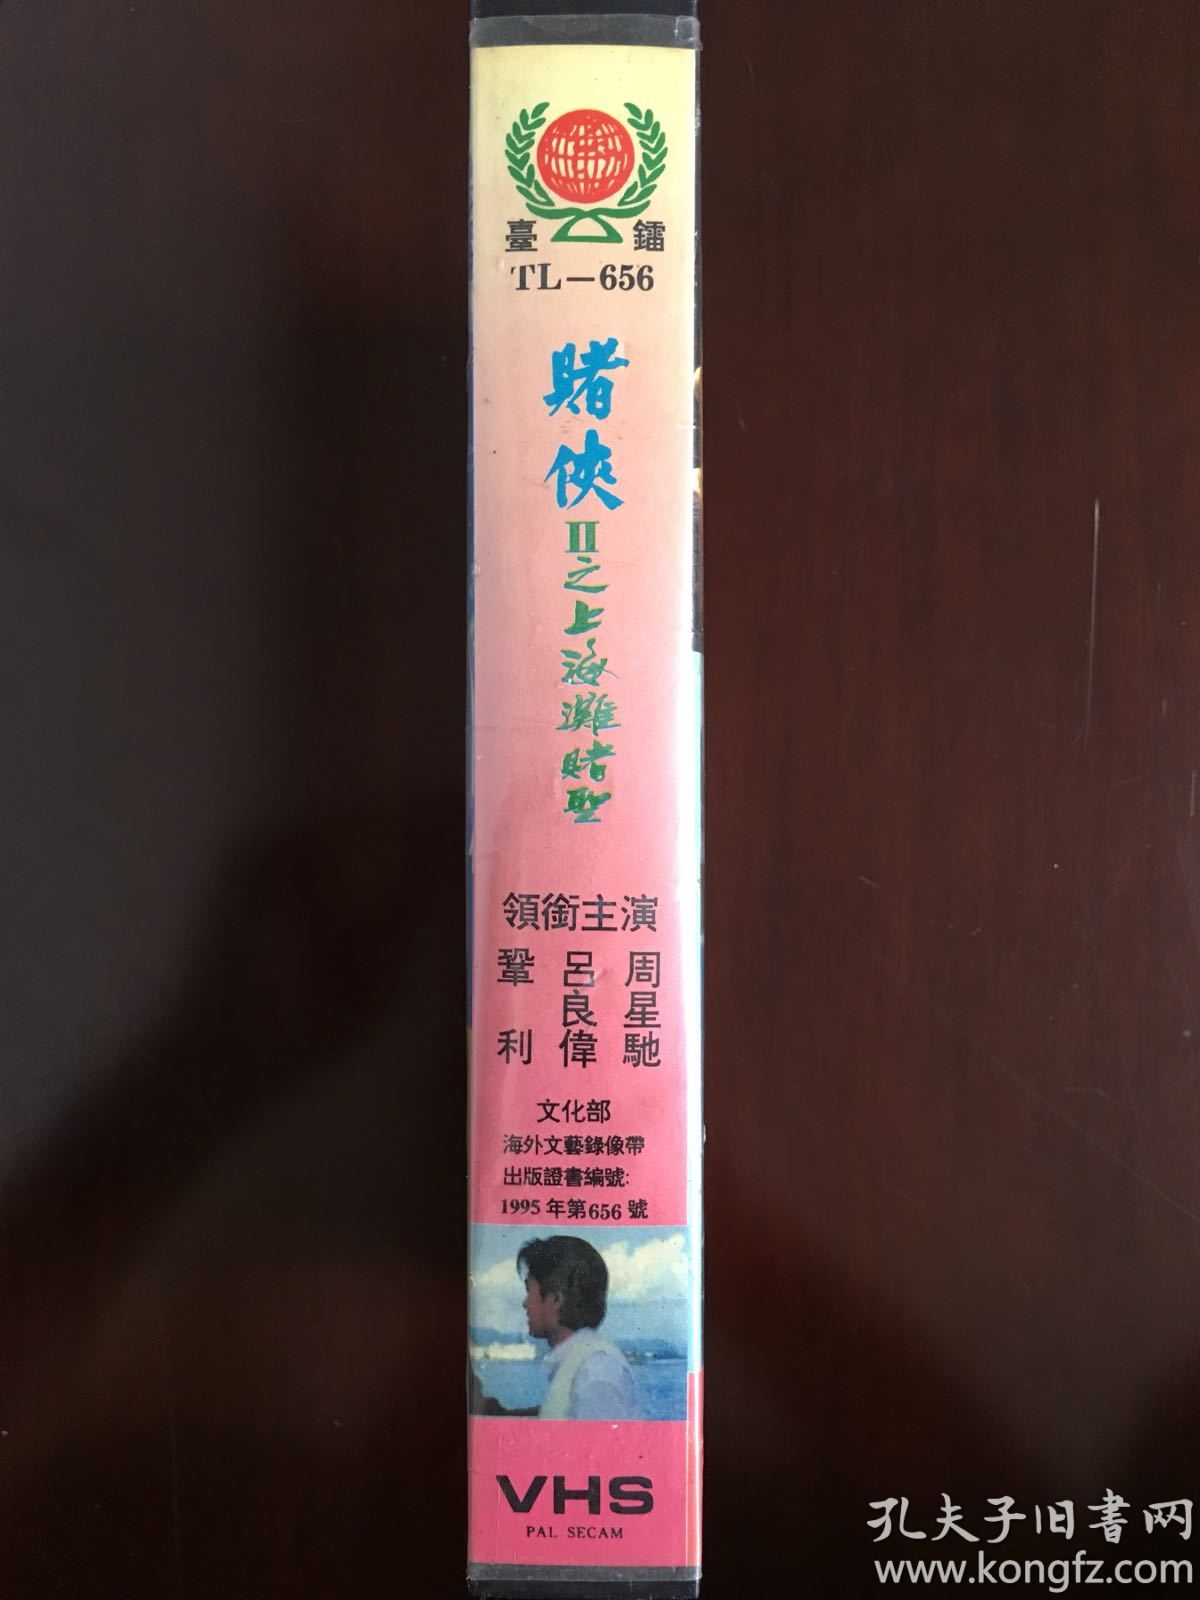 臺 鐳
TL—656
賭俠II之上海灘賭聖
領銜主演
周星馳
呂良偉
鞏利
文化部
海外文藝錄像帶
出版證書編號:
1995年第656號
VHS
PAL SECAM
孔夫子旧书网
www.kongfz.com